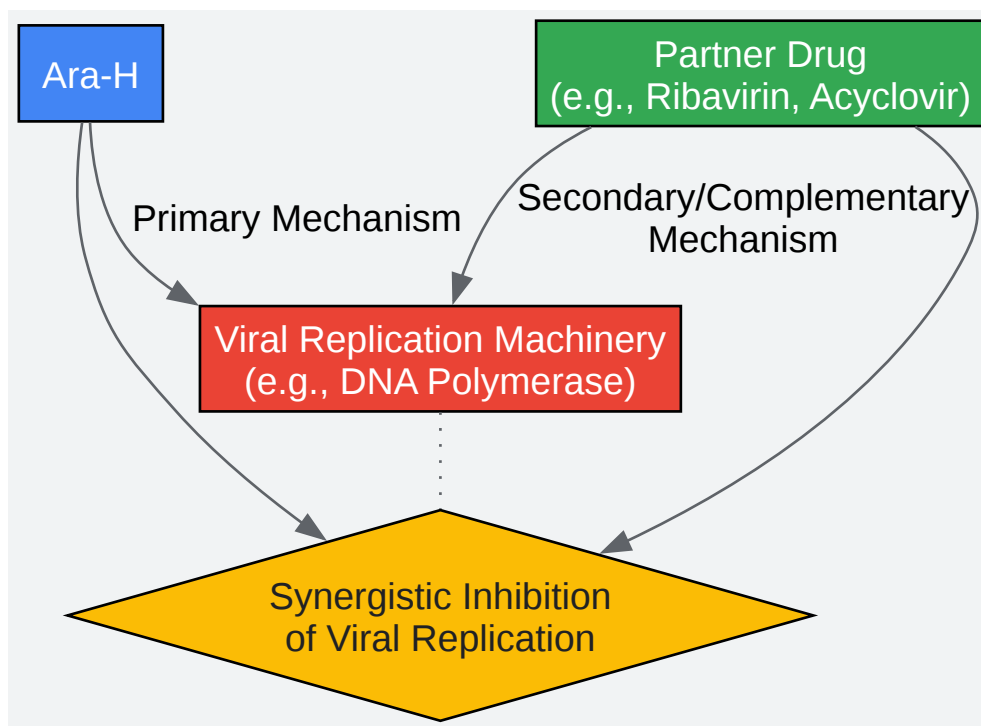 Ara-H
Partner Drug
(e.g., Ribavirin, Acyclovir)
Primary Mechanism
Secondary/Complementary
Mechanism
Viral Replication Machinery
(e.g., DNA Polymerase)
Synergistic Inhibition
of Viral Replication